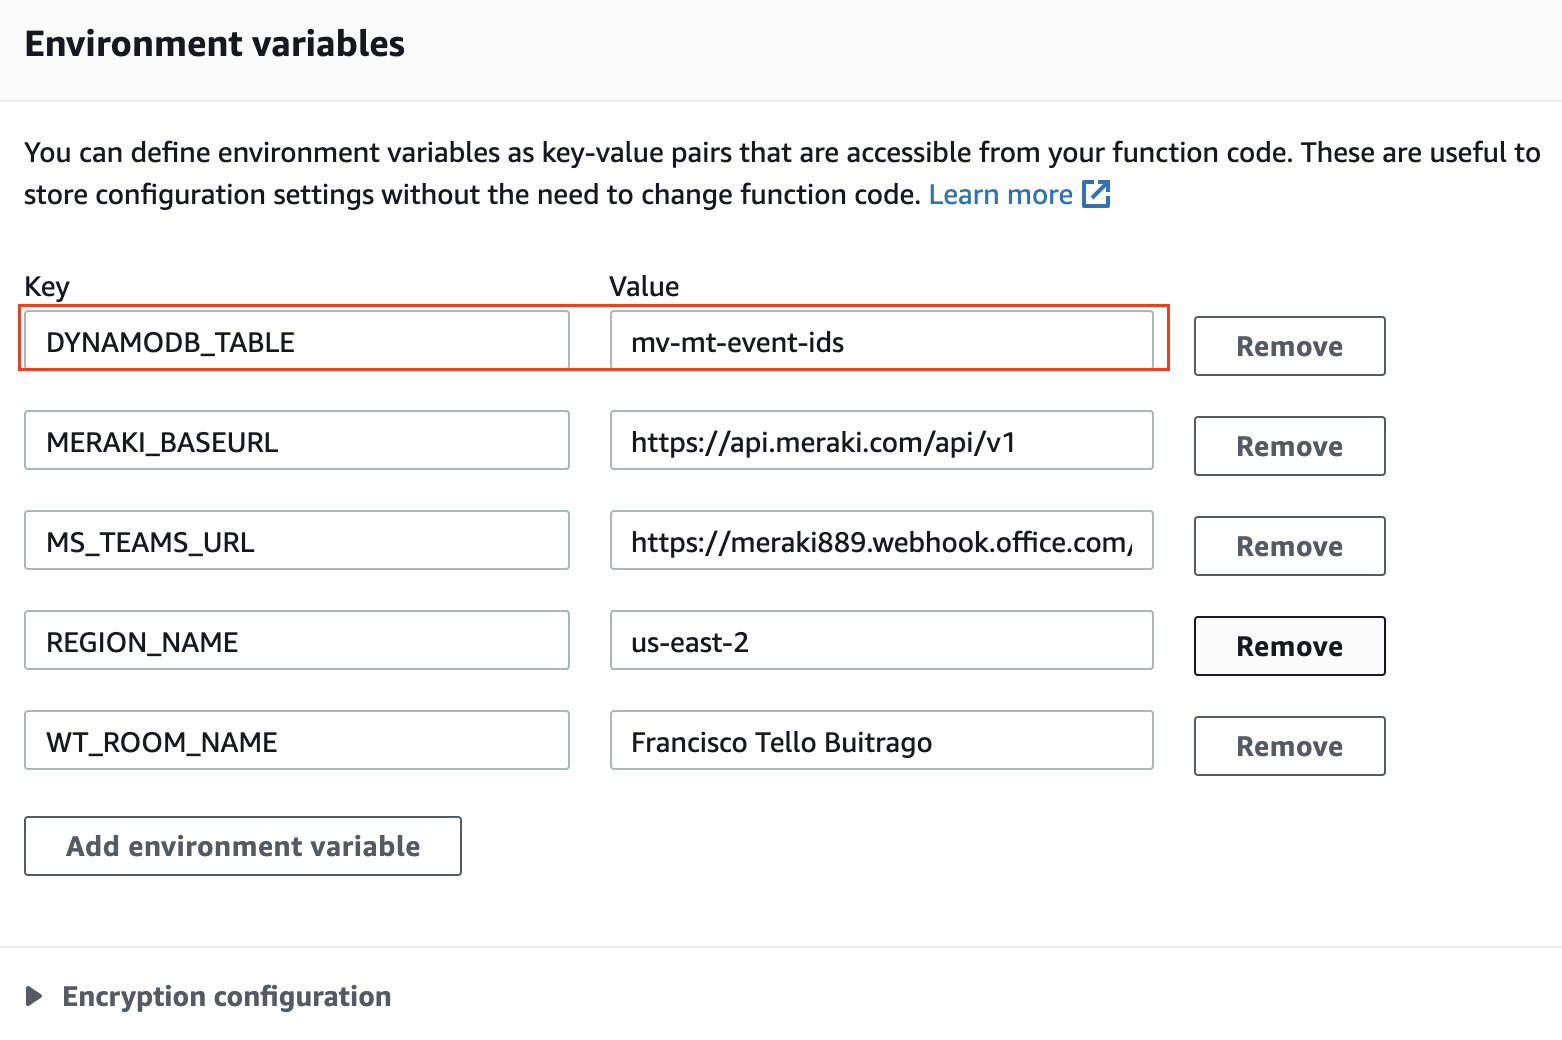 Environment variables
You can define environment variables as key-value pairs that are accessible from your function code. These are useful to
store configuration settings without the need to change function code. Learn more
Key Value
DYNAMODB_TABLE mv-mt-event-ids Remove
MERAKI_BASEURL https://api.meraki.com/api/v1 Remove
MS_TEAMS_URL https://meraki889.webhook.office.com/ Remove
REGION_NAME us-east-2 Remove
WT_ROOM_NAME Francisco Tello Buitrago Remove
Add environment variable
Encryption configuration